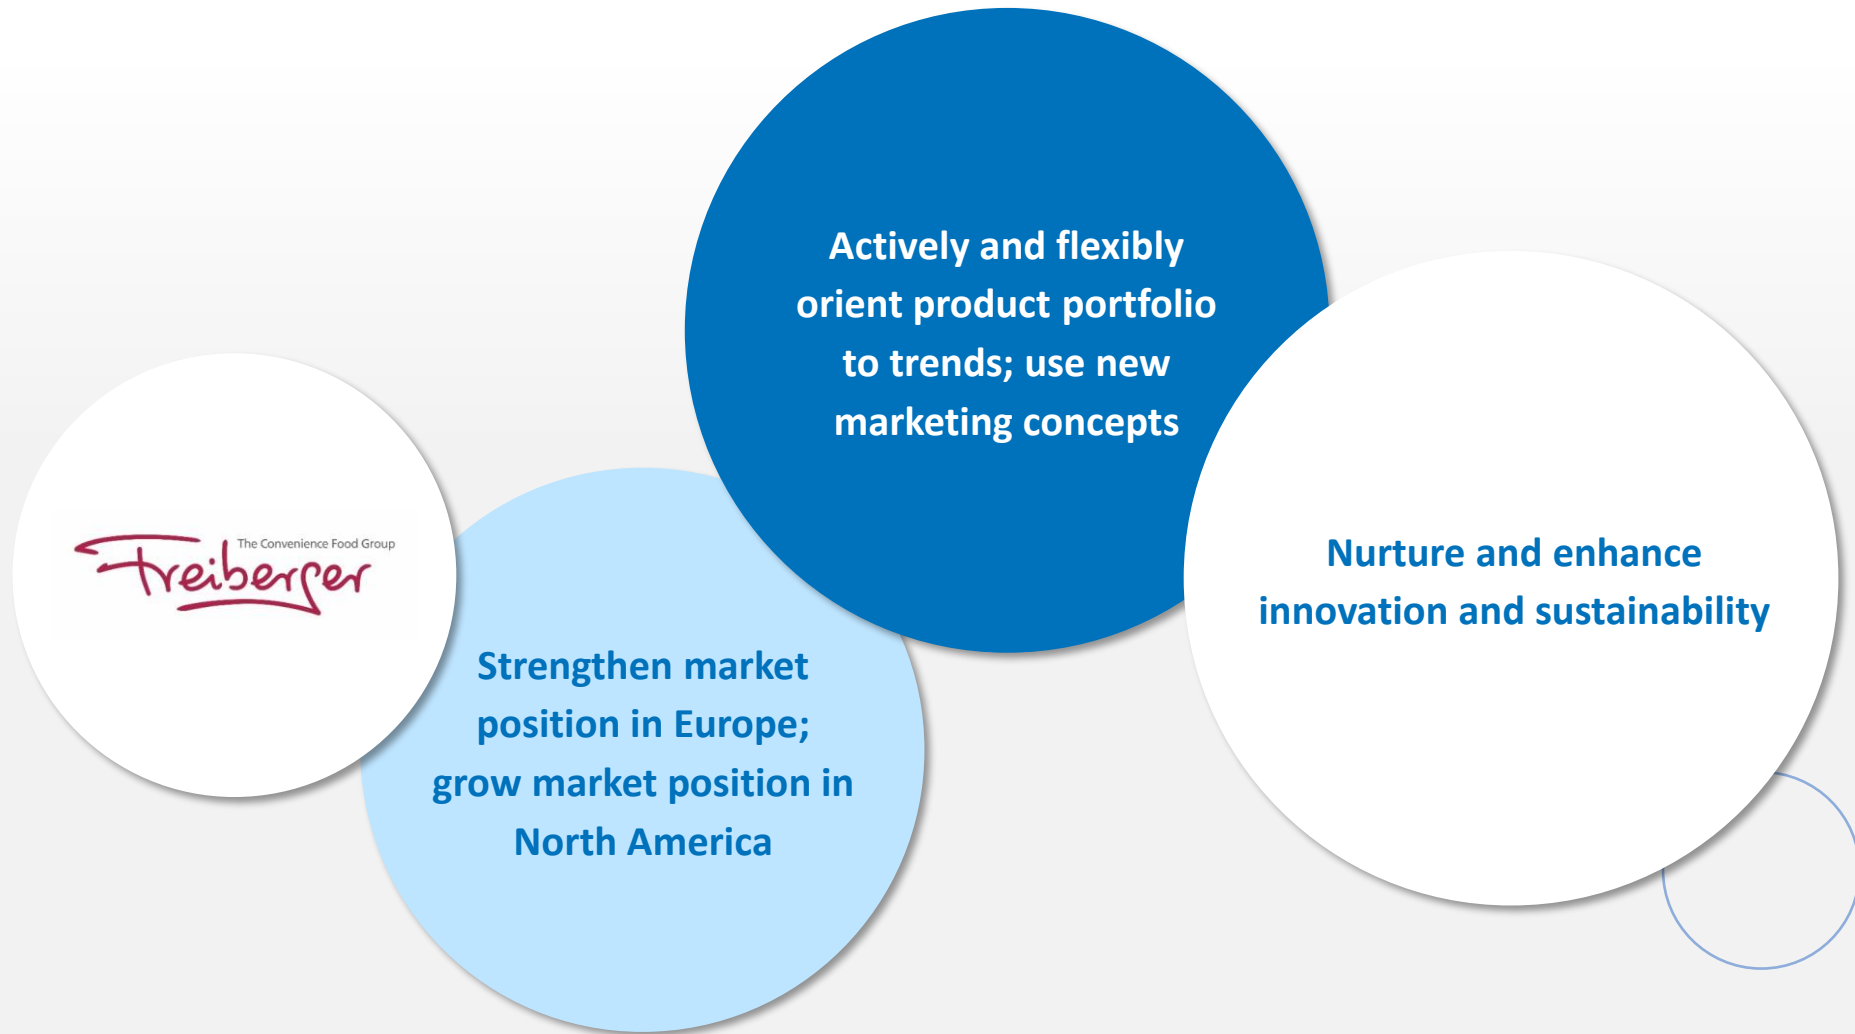 The Convenience Food Group
Freiberger
Strengthen market
position in Europe;
grow market position in
North America
Actively and flexibly
orient product portfolio
to trends; use new
marketing concepts
Nurture and enhance
innovation and sustainability